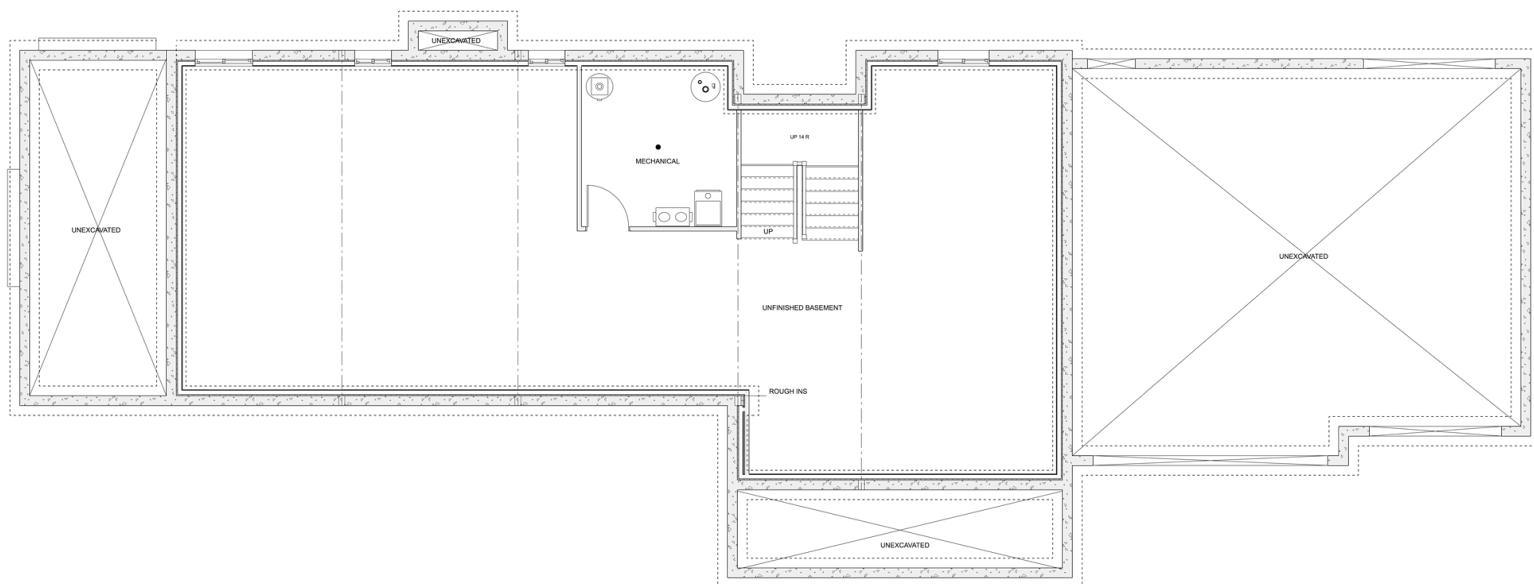 UNEXCAVATED
UP 14 R
MECHANICAL
UNEXCAVATED
UP
UNEXCAVATED
UNFINISHED BASEMENT
ROUGH INS
UNEXCAVATED